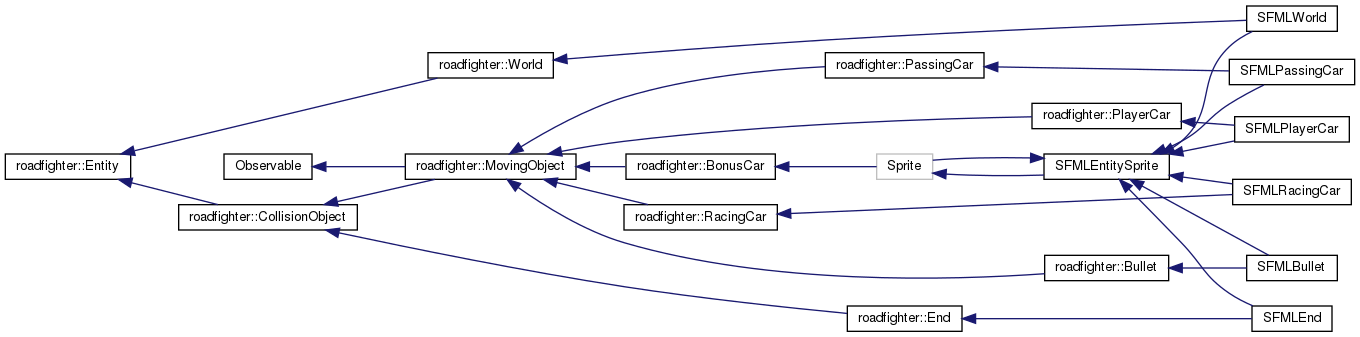 SFMLWorld
roadfighter::World
roadfighter::PassingCar
SFMLPassingCar
roadfighter::PlayerCar
SFMLPlayerCar
roadfighter::Entity
Observable
roadfighter::MovingObject
roadfighter::BonusCar
Sprite
SFMLEntitySprite
SFMLRacingCar
roadfighter::CollisionObject
roadfighter::RacingCar
roadfighter::Bullet
SFMLBullet
roadfighter::End
SFMLEnd